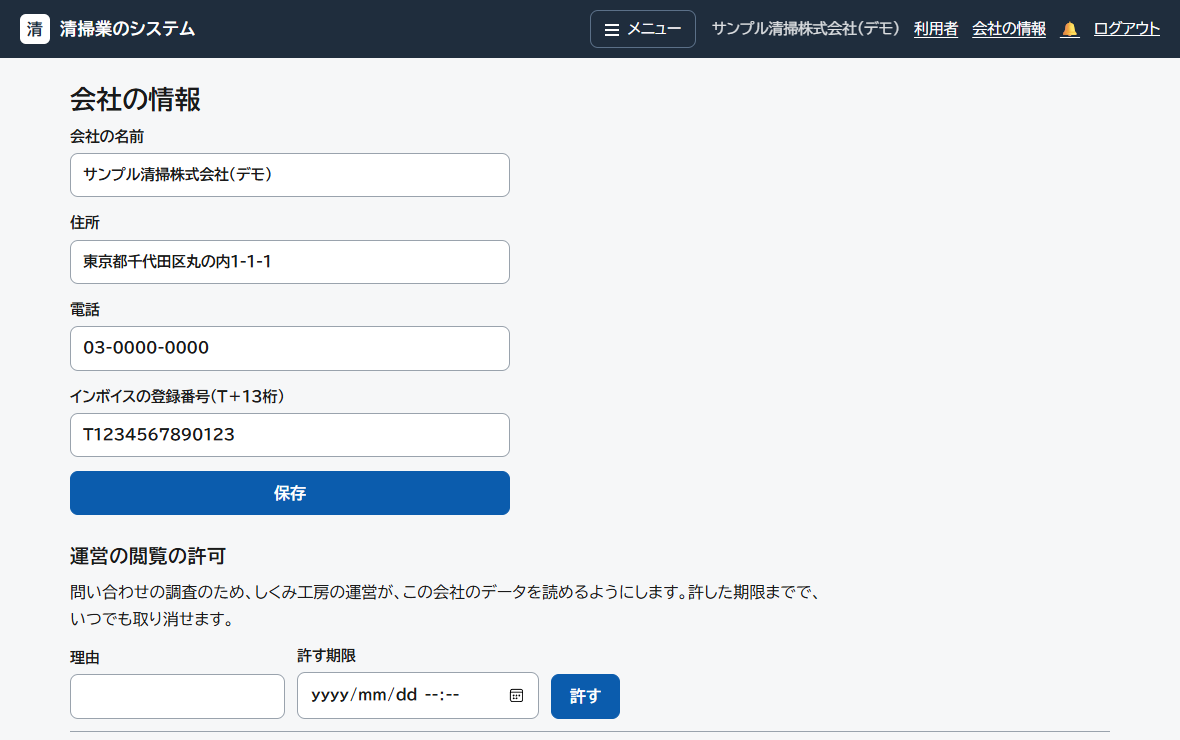 清 清掃業のシステム
メニュー サンプル清掃株式会社(デモ) 利用者 会社の情報 🔔 ログアウト
会社の情報
会社の名前
サンプル清掃株式会社(デモ)
住所
東京都千代田区丸の内1-1-1
電話
03-0000-0000
インボイスの登録番号(T+13桁)
T1234567890123
保存
運営の閲覧の許可
問い合わせの調査のため、しくみ工房の運営が、この会社のデータを読めるようにします。許した期限までで、
いつでも取り消せます。
理由
許す期限
yyyy/mm/dd --:--
許す